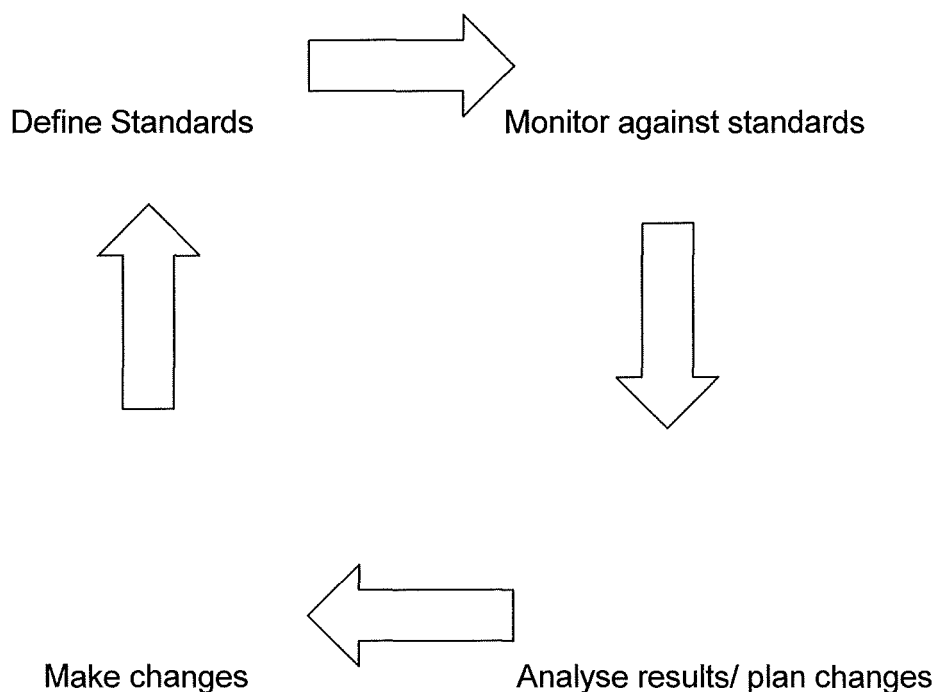 Define Standards
Monitor against standards
Make changes
Analyse results/ plan changes